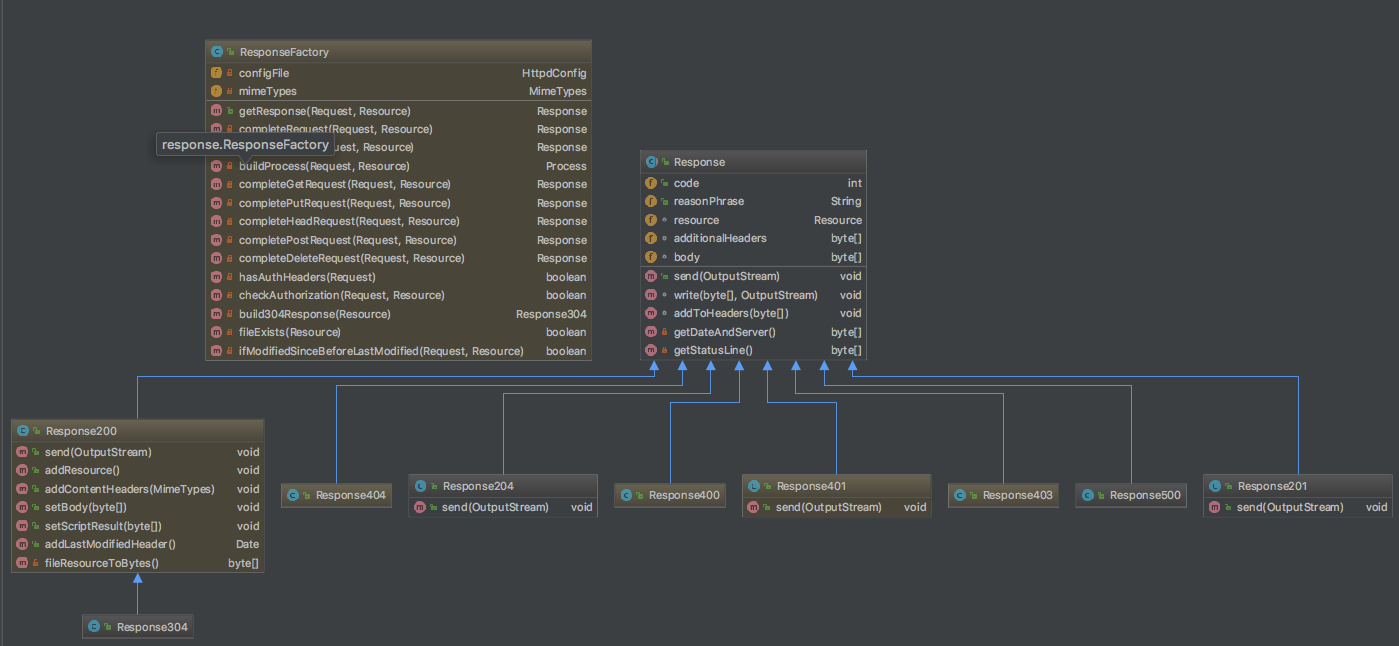 ResponseFactory
configFile HttpdConfig
mimeTypes MimeTypes
getResponse(Request, Resource) Response
completeRequest(Request, Resource) Response
response.ResponseFactory
uest, Resource) Response
buildProcess(Request, Resource) Process
completeGetRequest(Request, Resource) Response
completePutRequest(Request, Resource) Response
completeHeadRequest(Request, Resource) Response
completePostRequest(Request, Resource) Response
completeDeleteRequest(Request, Resource) Response
hasAuthHeaders(Request) boolean
checkAuthorization(Request, Resource) boolean
build304Response(Resource) Response304
fileExists(Resource) boolean
ifModifiedSinceBeforeLastModified(Request, Resource) boolean
Response
code int
reasonPhrase String
resource Resource
additionalHeaders byte[]
body byte[]
send(OutputStream) void
write(byte[], OutputStream) void
addToHeaders(byte[]) void
getDateAndServer() byte[]
getStatusLine() byte[]
Response200
send(OutputStream) void
addResource() void
addContentHeaders(MimeTypes) void
setBody(byte[]) void
setScriptResult(byte[]) void
addLastModifiedHeader() Date
fileResourceToBytes() byte[]
Response404
Response204
send(OutputStream) void
Response400
Response401
send(OutputStream) void
Response403
Response500
Response201
send(OutputStream) void
Response304